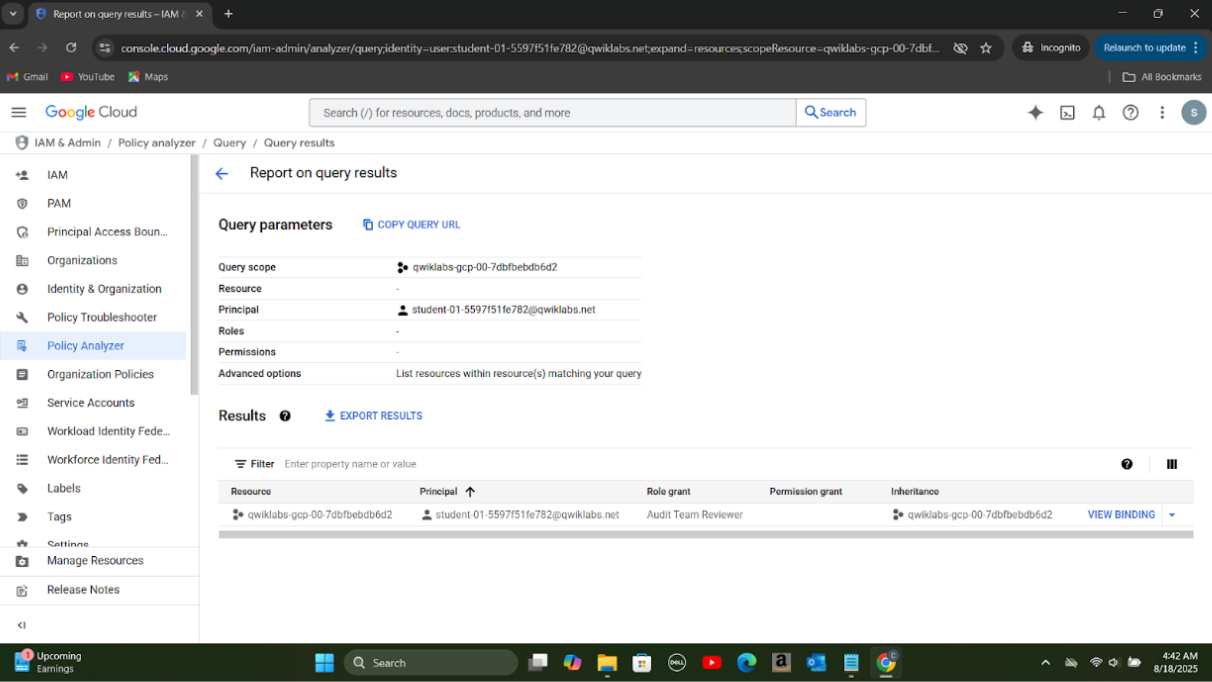 Report on query results – IAM &
console.cloud.google.com/iam-admin/analyzer/query;identity=user:student-01-5597f51fe782@qwiklabs.net;expand=resources;scopeResource=qwiklabs-gcp-00-7dbf...
Incognito
Relaunch to update
Gmail
YouTube
Maps
All Bookmarks
Google Cloud
Search (/) for resources, docs, products, and more
Search
S
IAM & Admin / Policy analyzer / Query / Query results
IAM
PAM
Principal Access Boun...
Organizations
Identity & Organization
Policy Troubleshooter
Policy Analyzer
Organization Policies
Service Accounts
Workload Identity Fede...
Workforce Identity Fed...
Labels
Tags
Settings
Manage Resources
Release Notes
Report on query results
Query parameters
COPY QUERY URL
Query scope qwiklabs-gcp-00-7dbfbebdb6d2
Resource -
Principal student-01-5597f51fe782@qwiklabs.net
Roles -
Permissions -
Advanced options List resources within resource(s) matching your query
Results
EXPORT RESULTS
Filter Enter property name or value
Resource Principal Role grant Permission grant Inheritance
qwiklabs-gcp-00-7dbfbebdb6d2 student-01-5597f51fe782@qwiklabs.net Audit Team Reviewer qwiklabs-gcp-00-7dbfbebdb6d2 VIEW BINDING
1
Upcoming
Earnings
Search
DELL
a
4:42 AM
8/18/2025